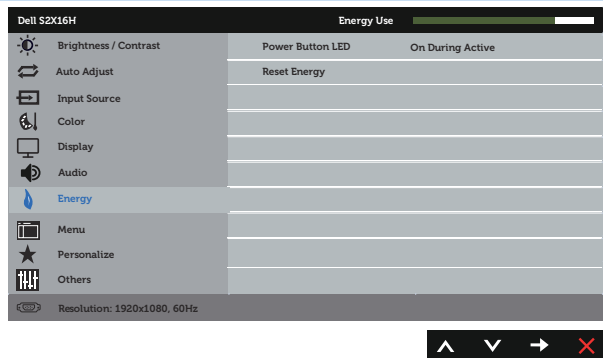 Dell S2X16H Energy Use
Brightness / Contrast Power Button LED On During Active
Auto Adjust Reset Energy
Input Source
Color
Display
Audio
Energy
Menu
Personalize
Others
Resolution: 1920x1080, 60Hz